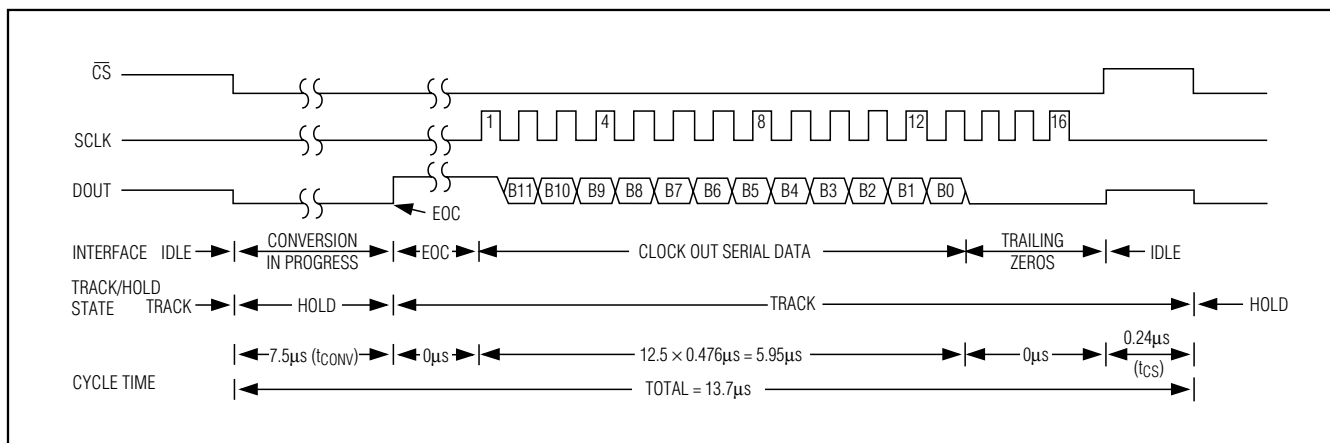 CS
SCLK
1 4 8 12 16
DOUT
B11 B10 B9 B8 B7 B6 B5 B4 B3 B2 B1 B0
EOC
INTERFACE IDLE
CONVERSION
IN PROGRESS
EOC
CLOCK OUT SERIAL DATA
TRAILING
ZEROS
IDLE
TRACK/HOLD
STATE
TRACK
HOLD
TRACK
HOLD
CYCLE TIME
7.5µs (tCONV)
0µs
12.5 × 0.476µs = 5.95µs
0µs
0.24µs
(tCS)
TOTAL = 13.7µs